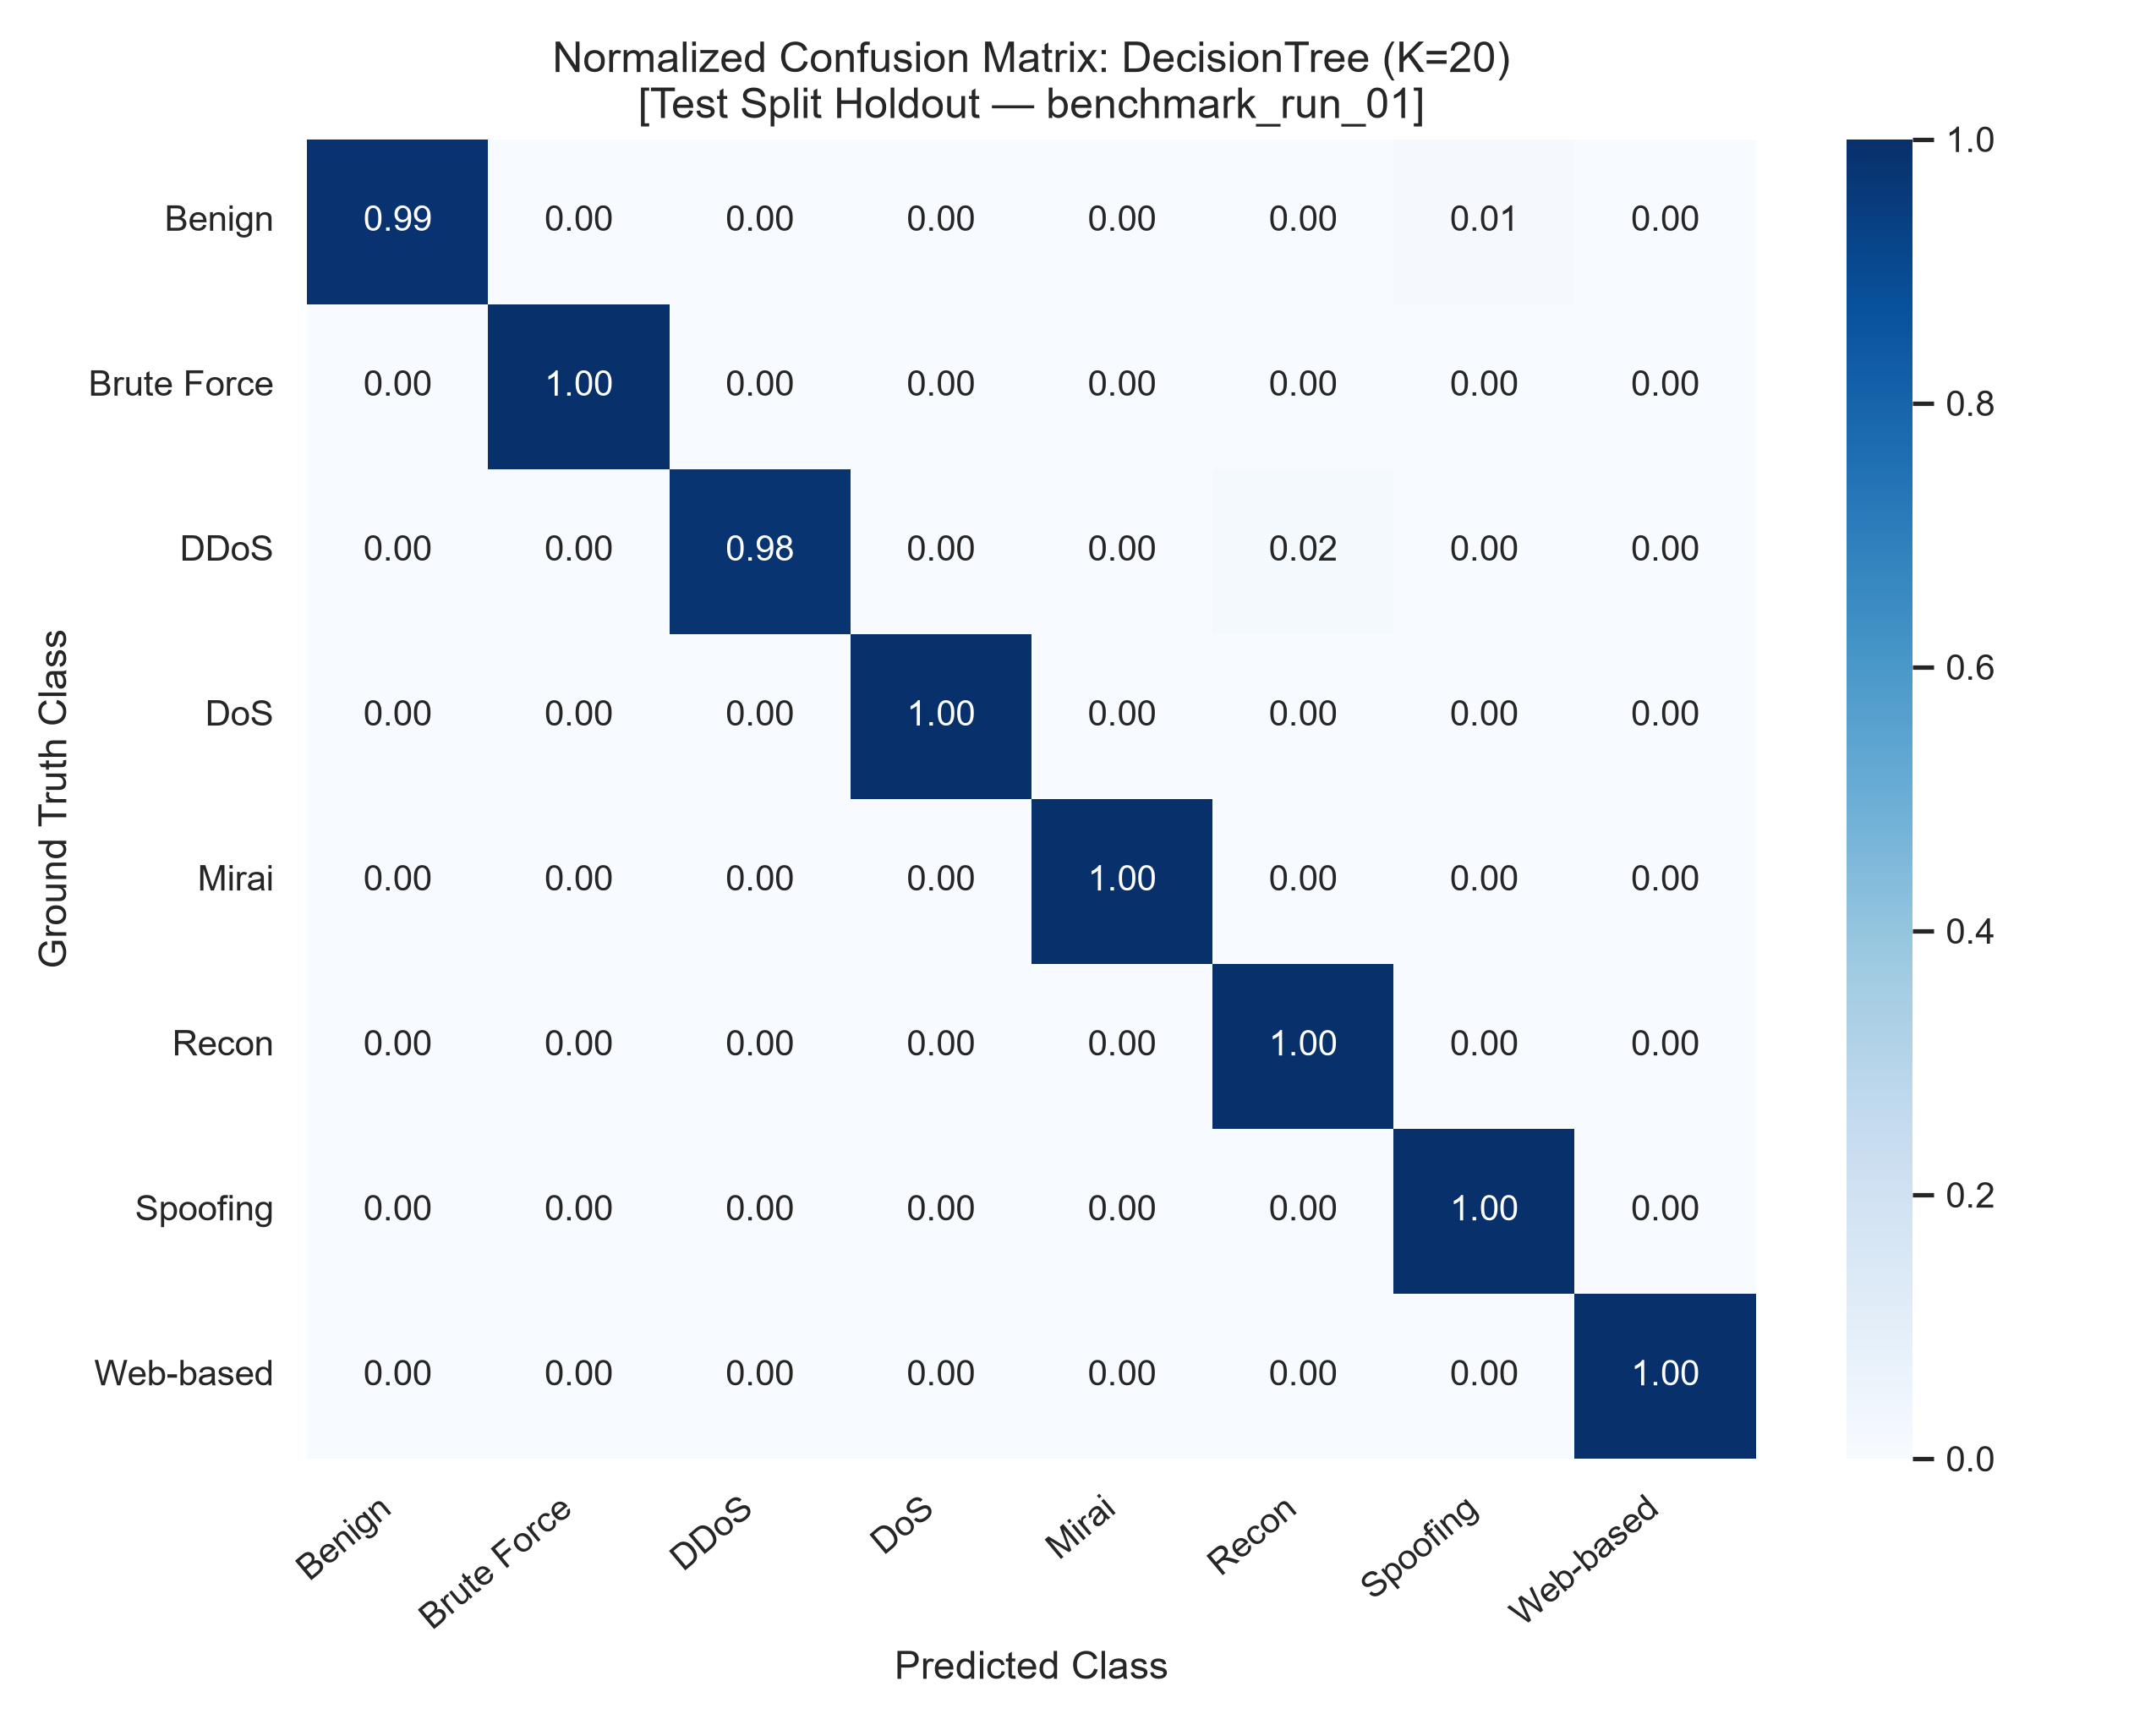 Normalized Confusion Matrix: DecisionTree (K=20)
[Test Split Holdout — benchmark_run_01]
Ground Truth Class
Benign 0.99 0.00 0.00 0.00 0.00 0.00 0.01 0.00
Brute Force 0.00 1.00 0.00 0.00 0.00 0.00 0.00 0.00
DDoS 0.00 0.00 0.98 0.00 0.00 0.02 0.00 0.00
DoS 0.00 0.00 0.00 1.00 0.00 0.00 0.00 0.00
Mirai 0.00 0.00 0.00 0.00 1.00 0.00 0.00 0.00
Recon 0.00 0.00 0.00 0.00 0.00 1.00 0.00 0.00
Spoofing 0.00 0.00 0.00 0.00 0.00 0.00 1.00 0.00
Web-based 0.00 0.00 0.00 0.00 0.00 0.00 0.00 1.00
Benign Brute Force DDoS DoS Mirai Recon Spoofing Web-based
Predicted Class
1.0
0.8
0.6
0.4
0.2
0.0